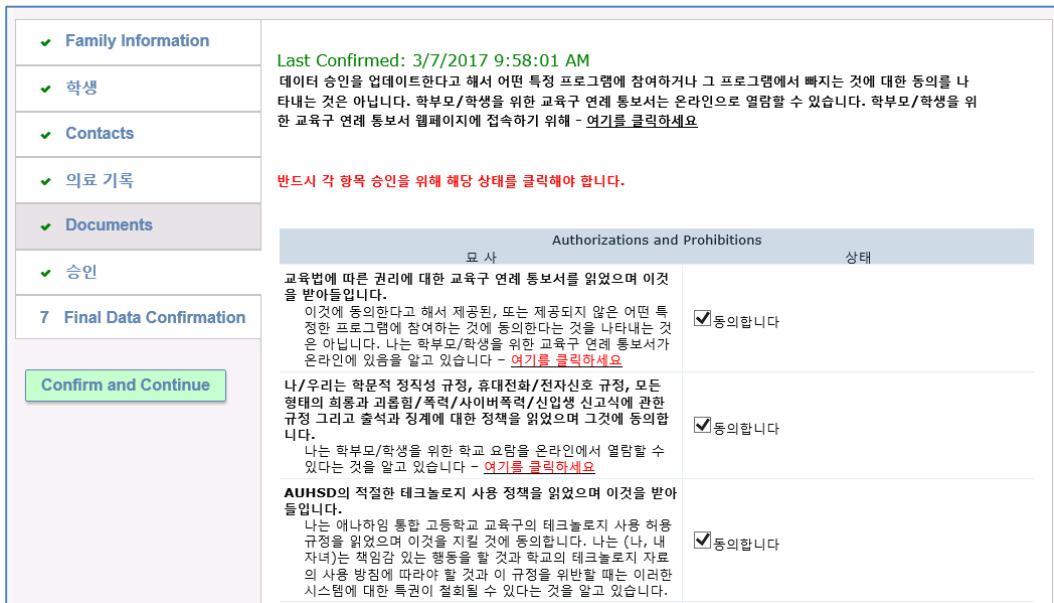 Family Information
학생
Contacts
의료 기록
Documents
승인
7 Final Data Confirmation
Confirm and Continue
Last Confirmed: 3/7/2017 9:58:01 AM
데이터 승인을 업데이트한다고 해서 어떤 특정 프로그램에 참여하거나 그 프로그램에서 빠지는 것에 대한 동의를 나
타내는 것은 아닙니다. 학부모/학생을 위한 교육구 연례 통보서는 온라인으로 열람할 수 있습니다. 학부모/학생을 위
한 교육구 연례 통보서 웹페이지에 접속하기 위해 - 여기를 클릭하세요
반드시 각 항목 승인을 위해 해당 상태를 클릭해야 합니다.
Authorizations and Prohibitions
묘 사 상태
교육법에 따른 권리에 대한 교육구 연례 통보서를 읽었으며 이것
을 받아들입니다.
이것에 동의한다고 해서 제공된, 또는 제공되지 않은 어떤 특
정한 프로그램에 참여하는 것에 동의한다는 것을 나타내는 것
은 아닙니다. 나는 학부모/학생을 위한 교육구 연례 통보서가
온라인에 있음을 알고 있습니다 - 여기를 클릭하세요
동의합니다
나/우리는 학문적 정직성 규정, 휴대전화/전자신호 규정, 모든
형태의 희롱과 괴롭힘/폭력/사이버폭력/신입생 신고식에 관한
규정 그리고 출석과 징계에 대한 정책을 읽었으며 그것에 동의합
니다.
나는 학부모/학생을 위한 학교 요람을 온라인에서 열람할 수
있다는 것을 알고 있습니다 - 여기를 클릭하세요
동의합니다
AUHSD의 적절한 테크놀로지 사용 정책을 읽었으며 이것을 받아
들입니다.
나는 애나하임 통합 고등학교 교육구의 테크놀로지 사용 허용
규정을 읽었으며 이것을 지킬 것에 동의합니다. 나는 (나, 내
자녀)는 책임감 있는 행동을 할 것과 학교의 테크놀로지 자료
의 사용 방침에 따라야 할 것과 이 규정을 위반할 때는 이러한
시스템에 대한 특권이 철회될 수 있다는 것을 알고 있습니다.
동의합니다